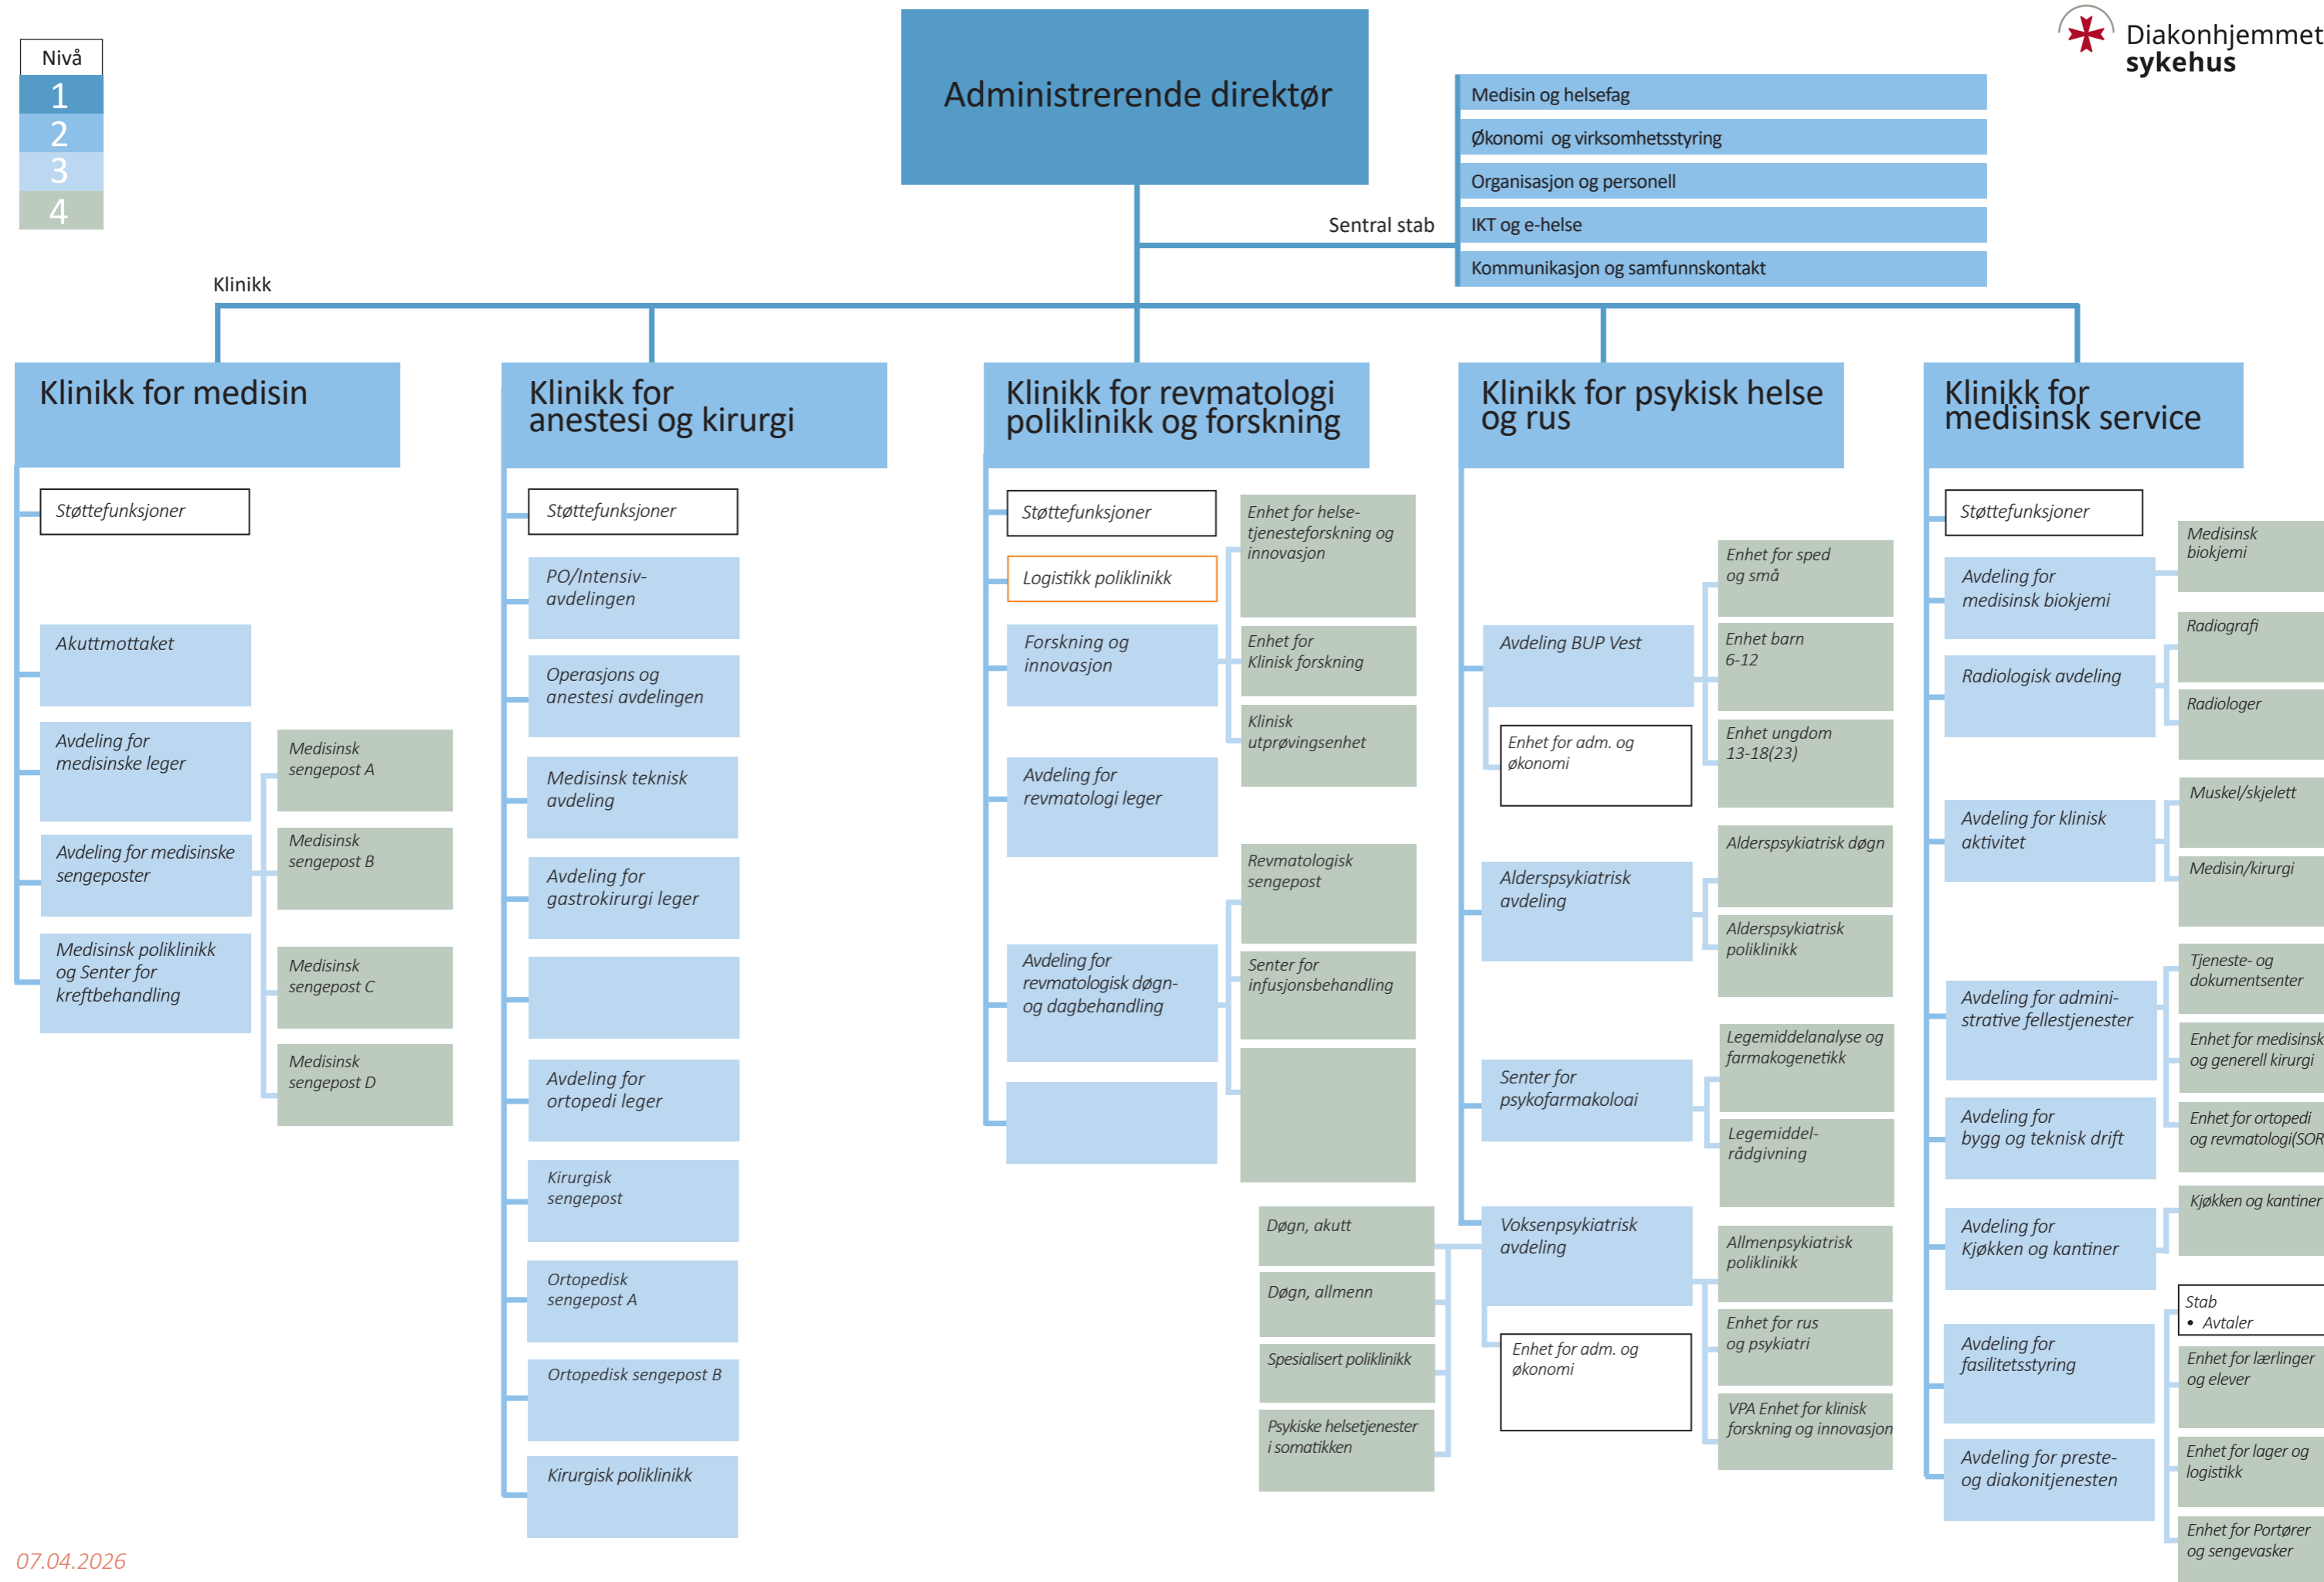 Diakonhjemmet
sykehus
Nivå
1
2
3
4
Administrerende direktør
Medisin og helsefag
Økonomi og virksomhetsstyring
Organisasjon og personell
IKT og e-helse
Kommunikasjon og samfunnskontakt
Sentral stab
Klinikk
Klinikk for medisin
Støttefunksjoner
Akuttmottaket
Avdeling for
medisinske leger
Avdeling for medisinske
sengeposter
Medisinsk poliklinikk
og Senter for
kreftbehandling
Medisinsk
sengepost A
Medisinsk
sengepost B
Medisinsk
sengepost C
Medisinsk
sengepost D
Klinikk for
anestesi og kirurgi
Støttefunksjoner
PO/Intensiv-
avdelingen
Operasjons og
anestesi avdelingen
Medisinsk teknisk
avdeling
Avdeling for
gastrokirurgi leger
Avdeling for
ortopedi leger
Kirurgisk
sengepost
Ortopedisk
sengepost A
Ortopedisk sengepost B
Kirurgisk poliklinikk
Klinikk for revmatologi
poliklinikk og forskning
Støttefunksjoner
Logistikk poliklinikk
Forskning og
innovasjon
Enhet for helse-
tjenesteforskning og
innovasjon
Enhet for
Klinisk forskning
Klinisk
utprøvingsenhet
Avdeling for
revmatologi leger
Avdeling for
revmatologisk døgn-
og dagbehandling
Revmatologisk
sengepost
Senter for
infusjonsbehandling
Klinikk for psykisk helse
og rus
Avdeling BUP Vest
Enhet for adm. og
økonomi
Enhet for sped
og små
Enhet barn
6-12
Enhet ungdom
13-18(23)
Alderspsykiatrisk
avdeling
Alderspsykiatrisk døgn
Alderspsykiatrisk
poliklinikk
Senter for
psykofarmakoloai
Legemiddelanalyse og
farmakogenetikk
Legemiddel-
rådgivning
Voksenpsykiatrisk
avdeling
Enhet for adm. og
økonomi
Døgn, akutt
Døgn, allmenn
Spesialisert poliklinikk
Psykiske helsetjenester
i somatikken
Allmenpsykiatrisk
poliklinikk
Enhet for rus
og psykiatri
VPA Enhet for klinisk
forskning og innovasjon
Klinikk for
medisinsk service
Støttefunksjoner
Avdeling for
medisinsk biokjemi
Medisinsk
biokjemi
Radiologisk avdeling
Radiografi
Radiologer
Avdeling for klinisk
aktivitet
Muskel/skjelett
Medisin/kirurgi
Avdeling for admini-
strative fellestjenester
Tjeneste- og
dokumentsenter
Enhet for medisinsk
og generell kirurgi
Enhet for ortopedi
og revmatologi(SOR
Avdeling for
bygg og teknisk drift
Avdeling for
Kjøkken og kantiner
Kjøkken og kantiner
Avdeling for
fasilitetsstyring
Stab
• Avtaler
Enhet for lærlinger
og elever
Enhet for lager og
logistikk
Enhet for Portører
og sengevasker
Avdeling for preste-
og diakonitjenesten
07.04.2026